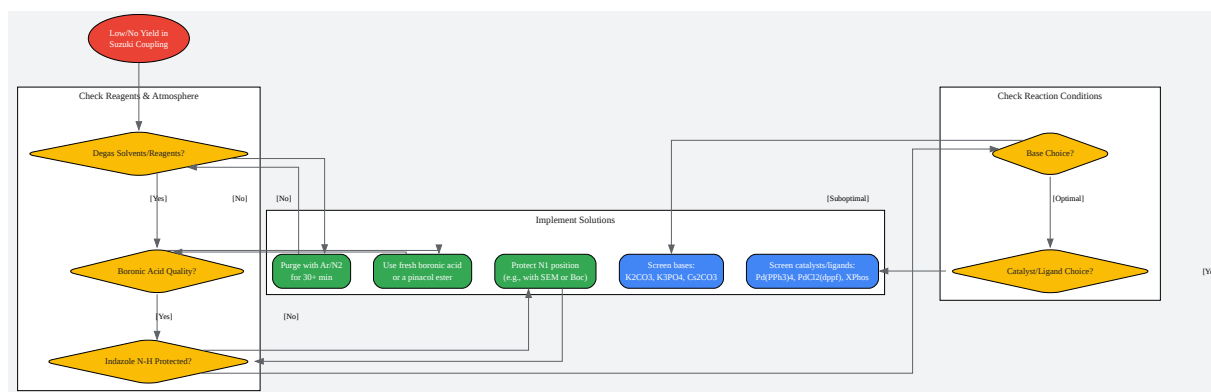 Low/No Yield in
Suzuki Coupling
Check Reagents & Atmosphere
Check Reaction Conditions
Degas Solvents/Reagents?
Base Choice?
[Yes]
[No]
[No]
[Suboptimal]
[Optimal]
Implement Solutions
Boronic Acid Quality?
Purge with Ar/N2
for 30+ min
Use fresh boronic acid
or a pinacol ester
Protect N1 position
(e.g., with SEM or Boc)
Screen bases:
K2CO3, K3PO4, Cs2CO3
Screen catalysts/ligands:
Pd(PPh3)4, PdCl2(dppf), XPhos
Catalyst/Ligand Choice?
[Yes]
[No]
Indazole N-H Protected?